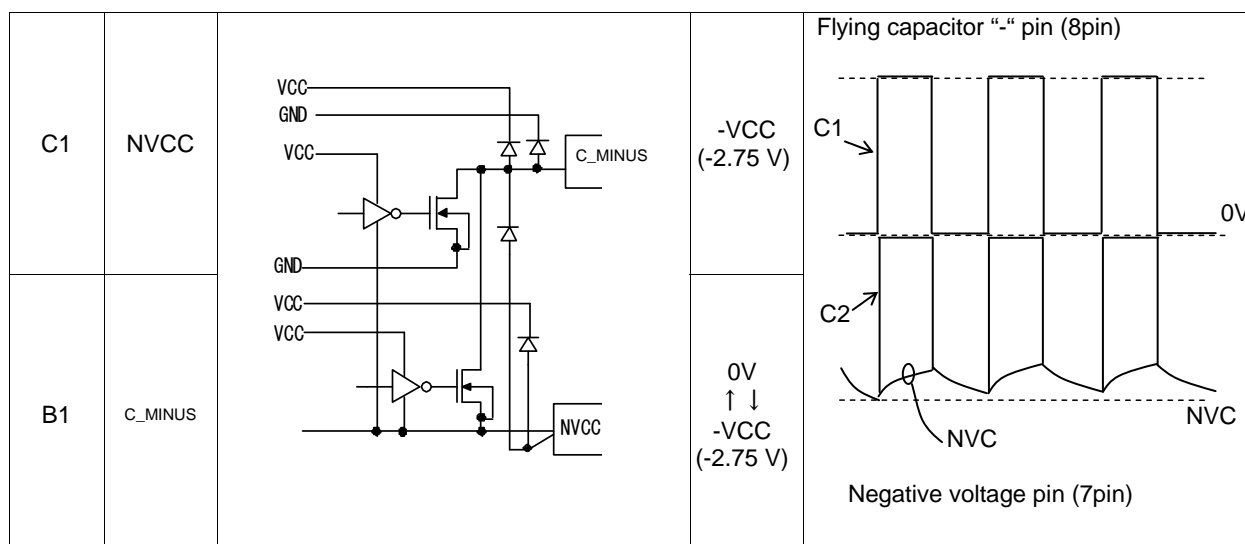 Flying capacitor “-“ pin (8pin)
C1
NVCC
VCC
GND
VCC
C_MINUS
GND
-VCC
(-2.75 V)
C1
0V
C2
NVC
NVC
Negative voltage pin (7pin)
B1
C_MINUS
VCC
VCC
NVCC
0V
↑ ↓
-VCC
(-2.75 V)